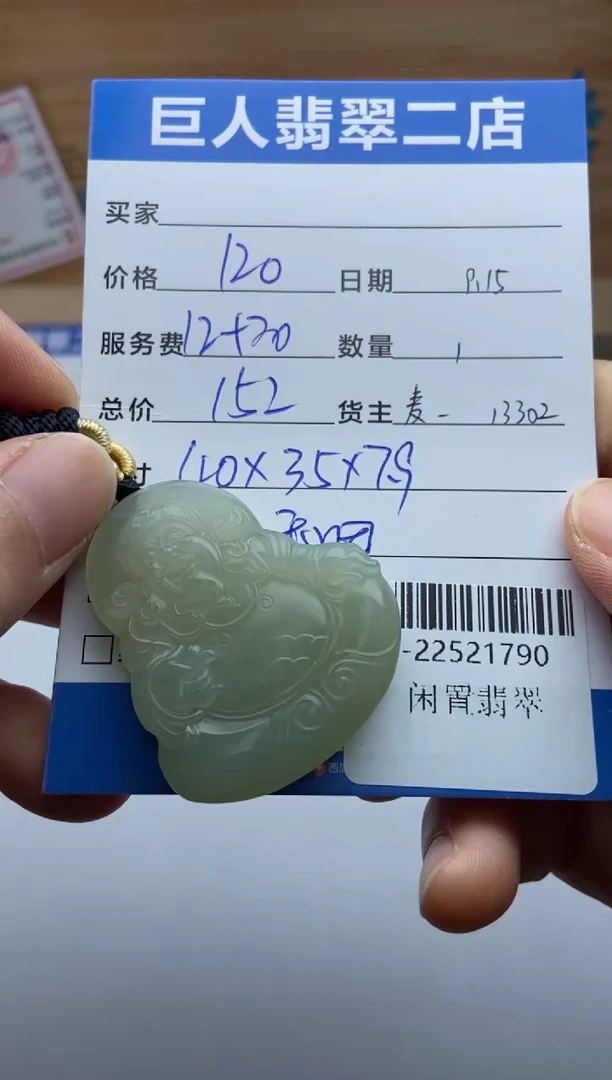 巨人翡翠二店
买家
价格 120 日期 9.15
服务费 12+20 数量 1
总价 152 货主 麦- 13302
寸
-22521790
闲置翡翠